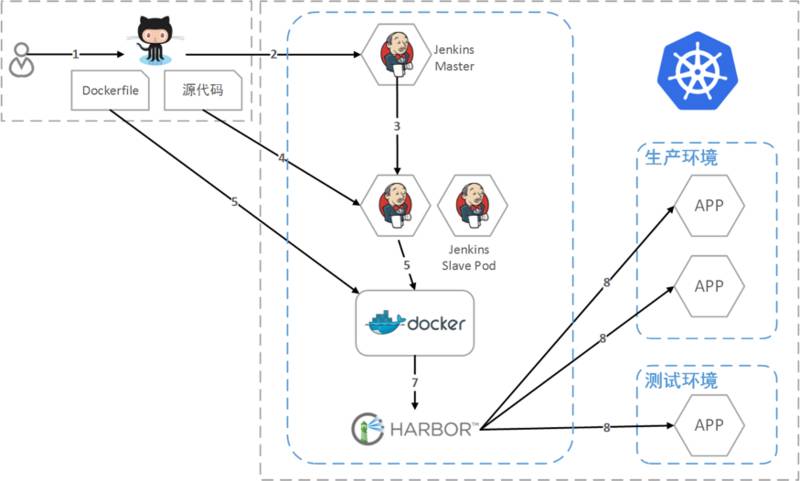 1
2
Jenkins
Master
Dockerfile
源代码
3
4
生产环境
APP
5
Jenkins
Slave Pod
5
8
APP
docker
8
7
测试环境
HARBOR™
8
APP